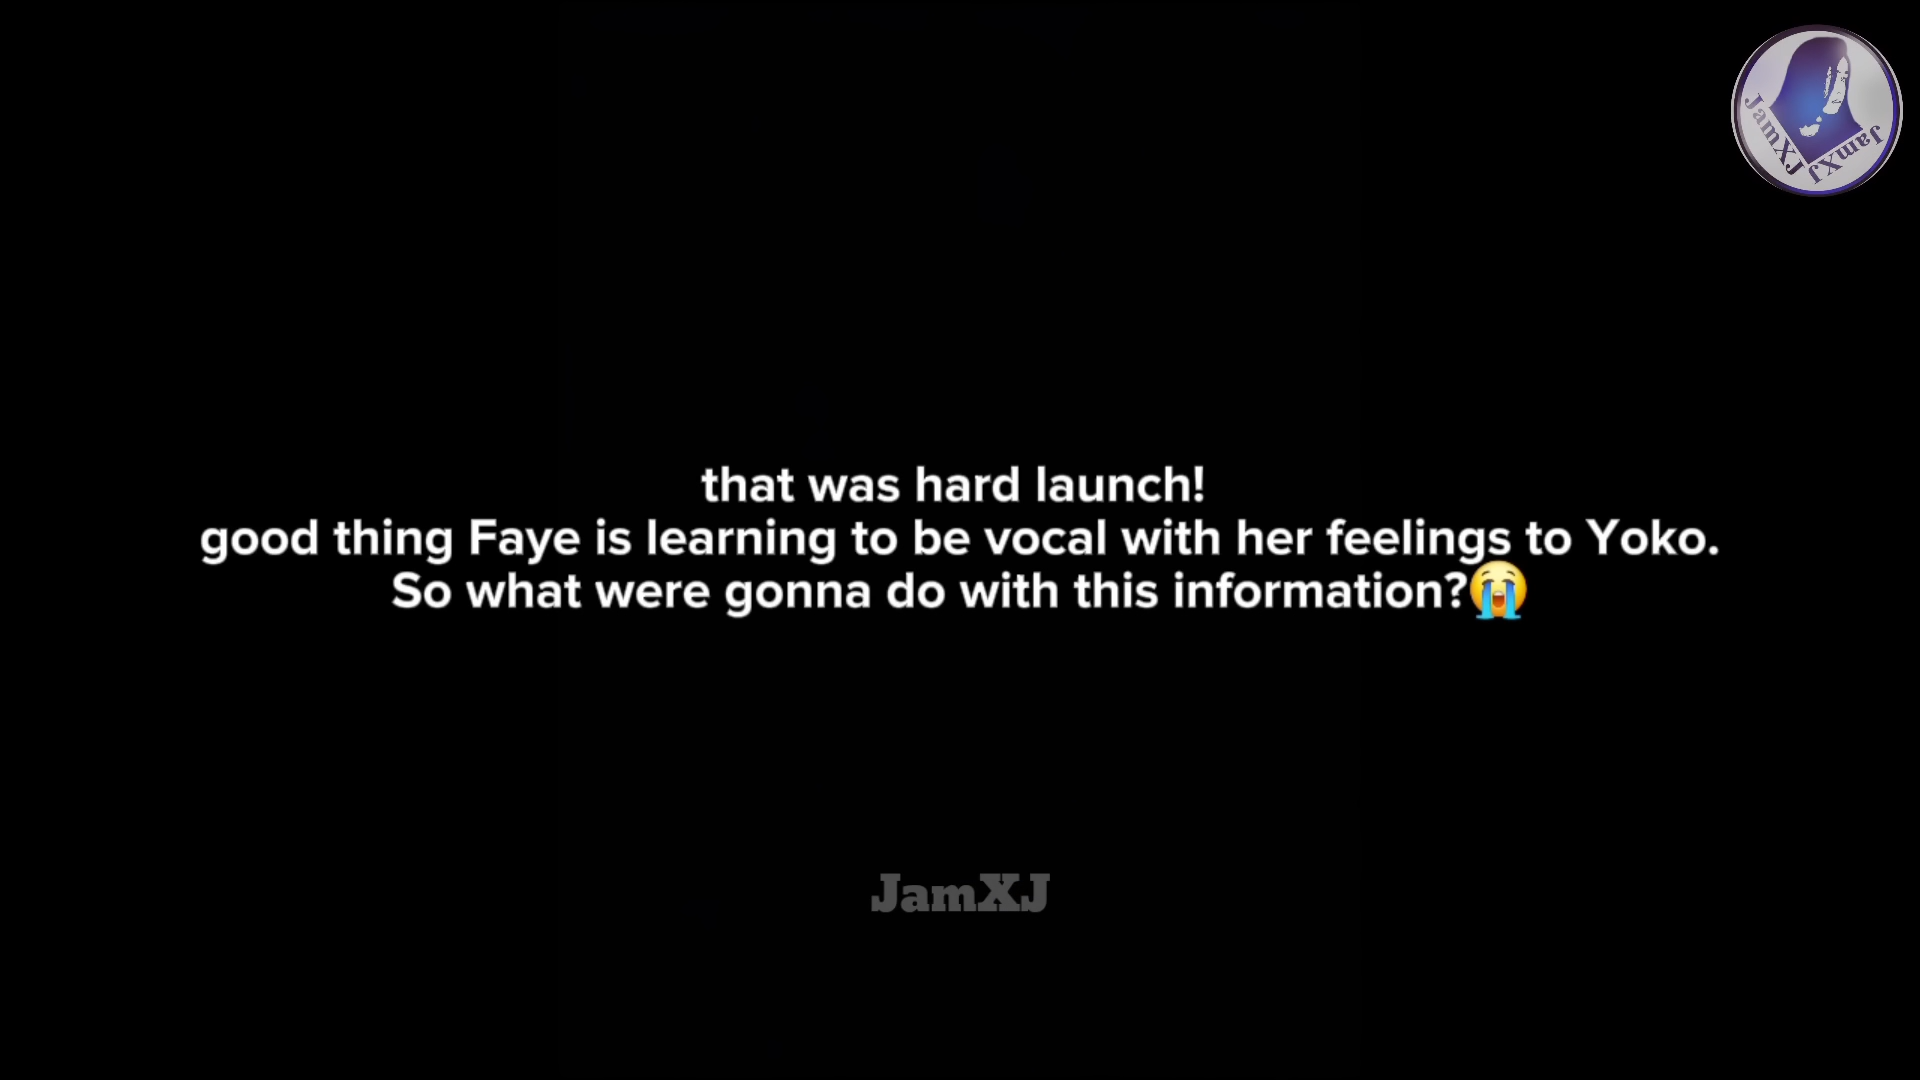 JamXJ
JamXJ
that was hard launch!
good thing Faye is learning to be vocal with her feelings to Yoko.
So what were gonna do with this information?😭
JamXJ